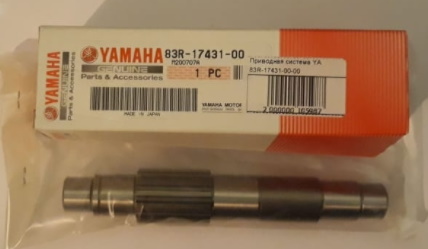 YAMAHA
GENUINE
Parts & Accessories
83R-17431-00
M200707N
1 PC
YAMAHA MOTOR
MADE IN JAPAN
Приводная система YA
83R-17431-00-00